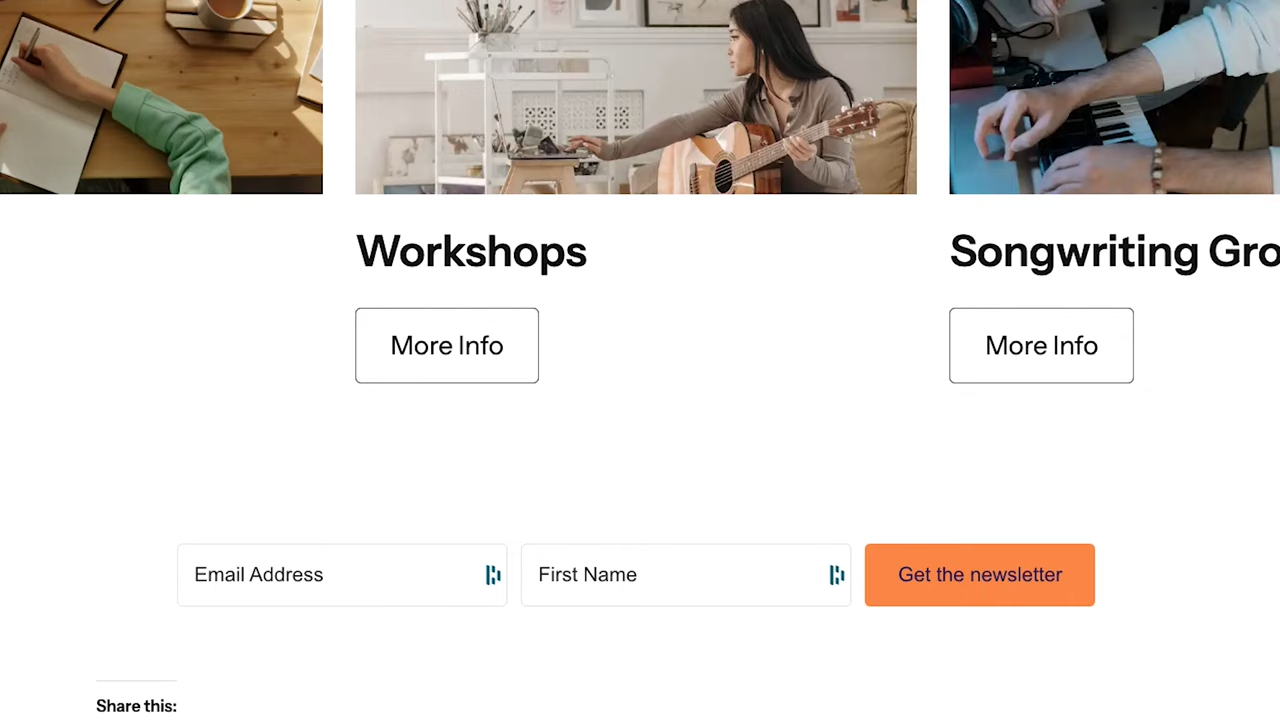 Workshops
Songwriting Gro
More Info
More Info
Email Address
First Name
Get the newsletter
Share this: